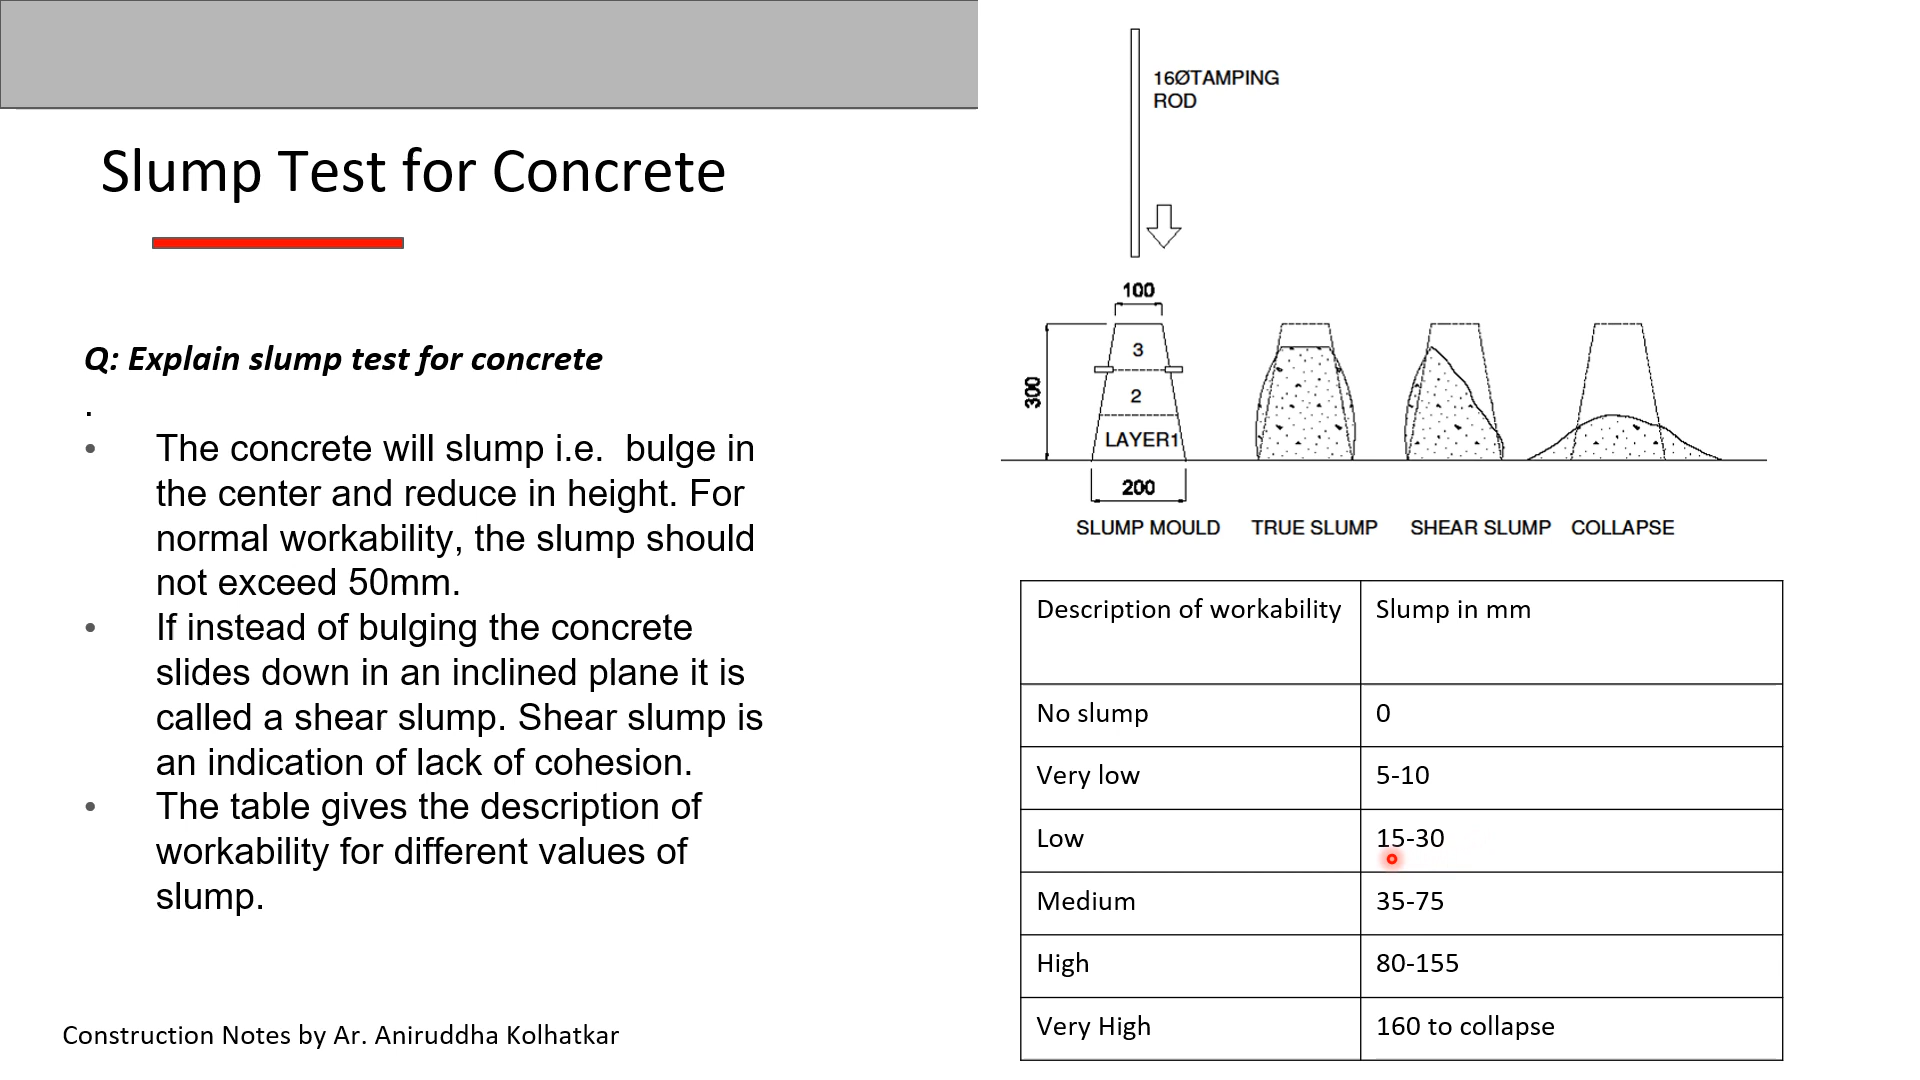 Slump Test for Concrete
Q: Explain slump test for concrete
.
• The concrete will slump i.e.  bulge in
the center and reduce in height. For
normal workability, the slump should
not exceed 50mm.
• If instead of bulging the concrete
slides down in an inclined plane it is
called a shear slump. Shear slump is
an indication of lack of cohesion.
• The table gives the description of
workability for different values of
slump.
Construction Notes by Ar. Aniruddha Kolhatkar
16ØTAMPING
ROD
100
300
3
2
LAYER1
200
SLUMP MOULD TRUE SLUMP SHEAR SLUMP COLLAPSE
Description of workability Slump in mm
No slump 0
Very low 5-10
Low 15-30
Medium 35-75
High 80-155
Very High 160 to collapse